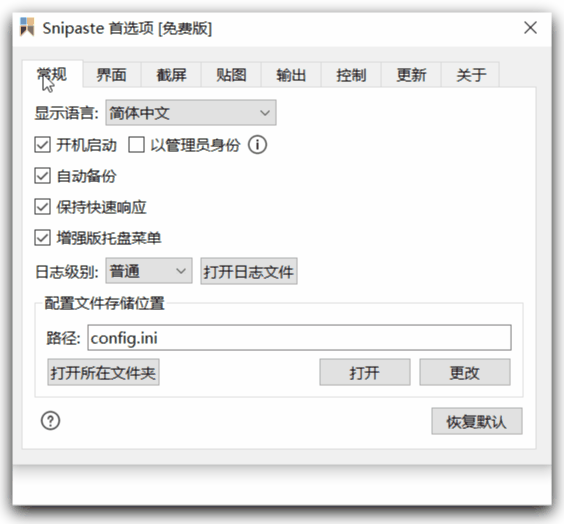 Snipaste 首选项 [免费版]
常规 界面 截屏 贴图 输出 控制 更新 关于
显示语言: 简体中文
开机启动 以管理员身份
自动备份
保持快速响应
增强版托盘菜单
日志级别: 普通 打开日志文件
配置文件存储位置
路径: config.ini
打开所在文件夹 打开 更改
恢复默认